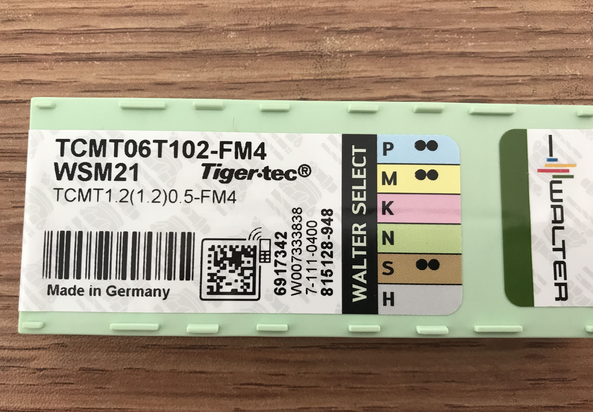 TCMT06T102-FM4
WSM21 Tiger·tec®
TCMT1.2(1.2)0.5-FM4
Made in Germany
6917342
W007333838
7-111-0400
815128-948
WALTER SELECT
P
M
K
N
S
H
WALTER